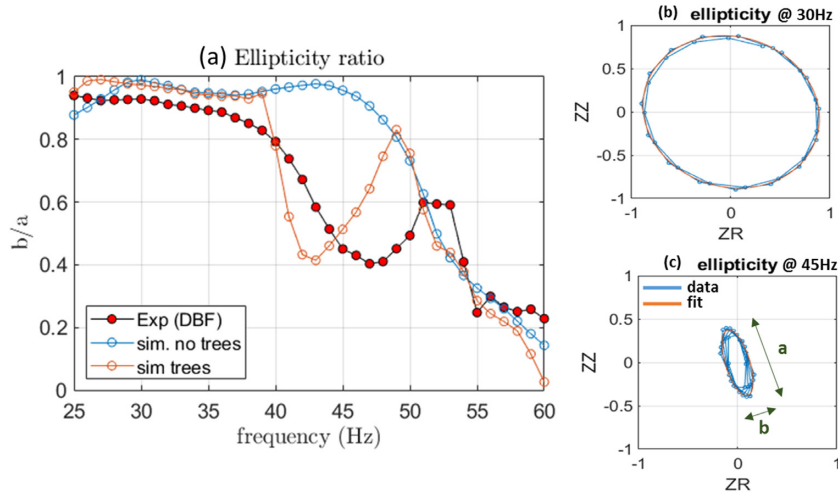 (a) Ellipticity ratio
1
0.8
0.6
0.4
0.2
0
b/a
Exp (DBF)
sim. no trees
sim trees
25 30 35 40 45 50 55 60
frequency (Hz)
(b) ellipticity @ 30Hz
1
0.5
0
-0.5
-1
ZZ
-1 0 1
ZR
(c) ellipticity @ 45Hz
data
fit
1
0.5
0
-0.5
-1
ZZ
a
b
-1 0 1
ZR